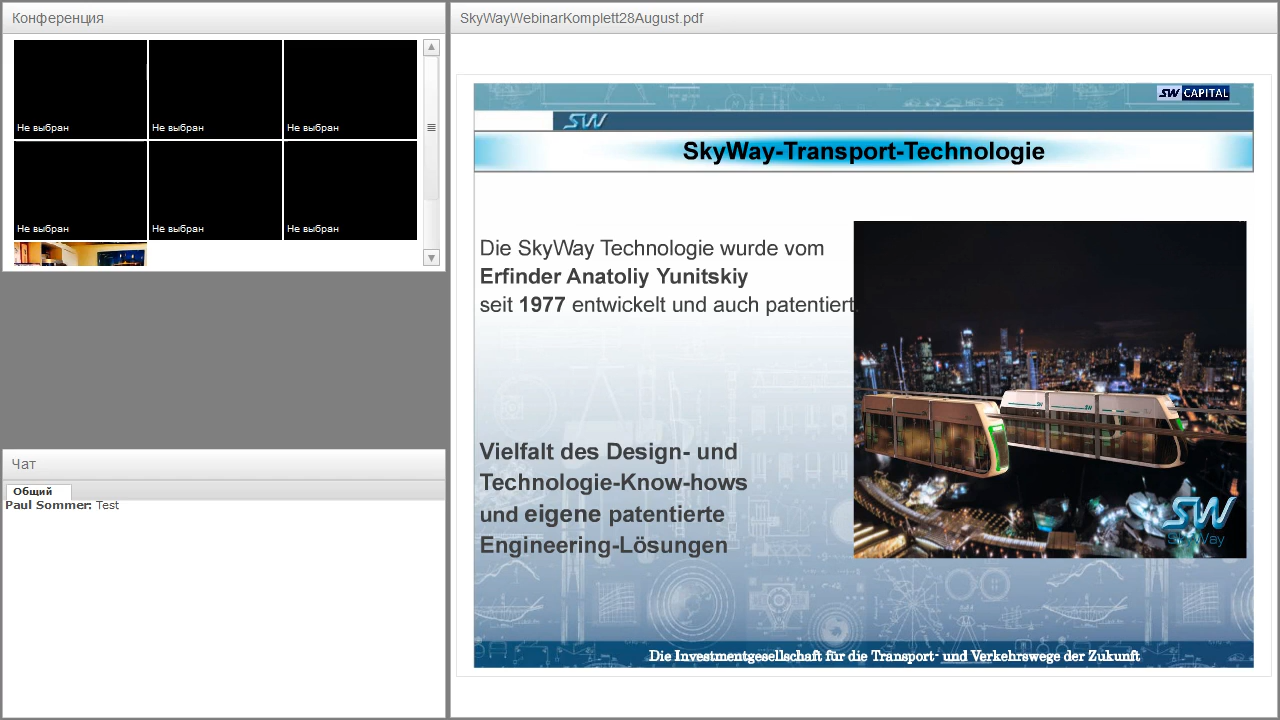 Конференция
Не выбран
Не выбран
Не выбран
Не выбран
Не выбран
Не выбран
Чат
Общий
Paul Sommer: Test
SkyWayWebinarKomplett28August.pdf
SW CAPITAL
SW
SkyWay-Transport-Technologie
Die SkyWay Technologie wurde vom
Erfinder Anatoliy Yunitskiy
seit 1977 entwickelt und auch patentiert.
Vielfalt des Design- und
Technologie-Know-hows
und eigene patentierte
Engineering-Lösungen
SW
SkyWay
Die Investmentgesellschaft für die Transport- und Verkehrswege der Zukunft